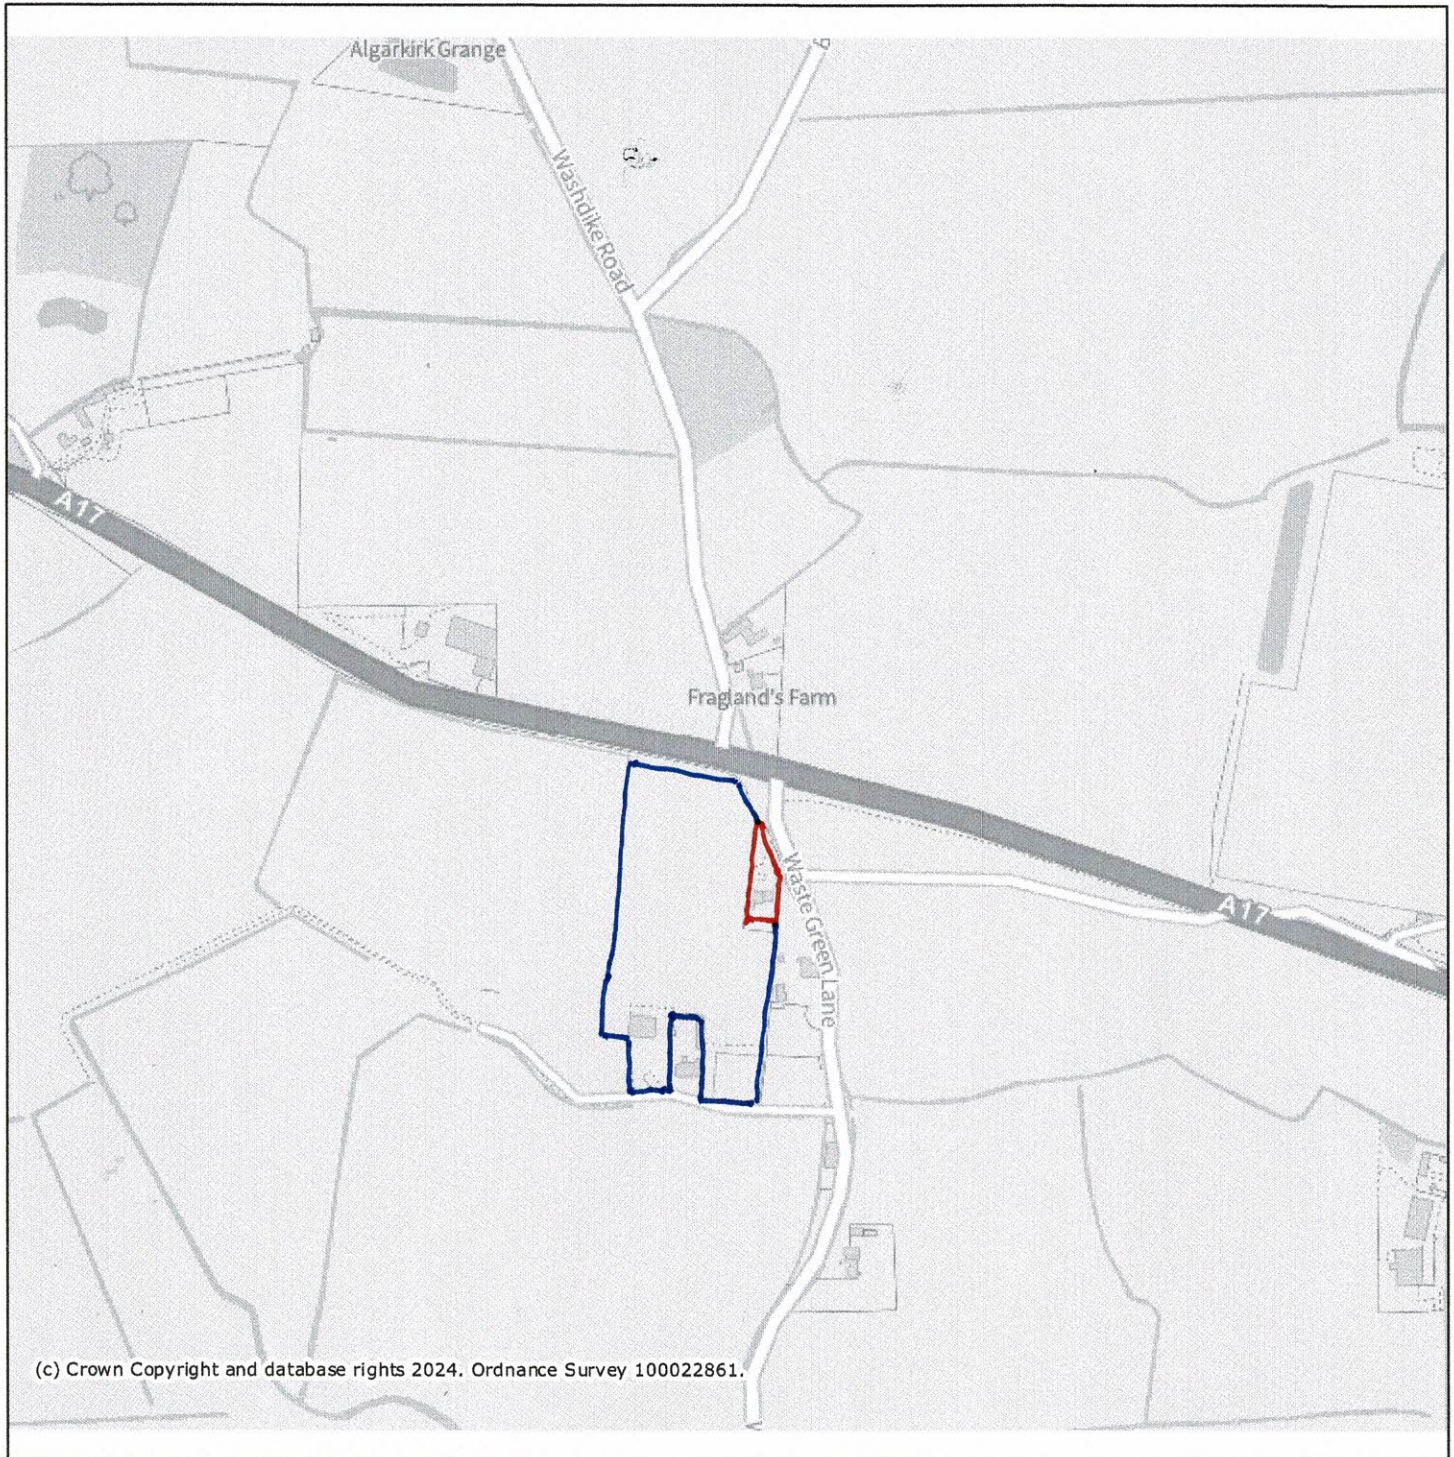 Algarkirk Grange
Washdike Road
A17
Fragland's Farm
Waste Green Lane
A17
(c) Crown Copyright and database rights 2024. Ordnance Survey 100022861.